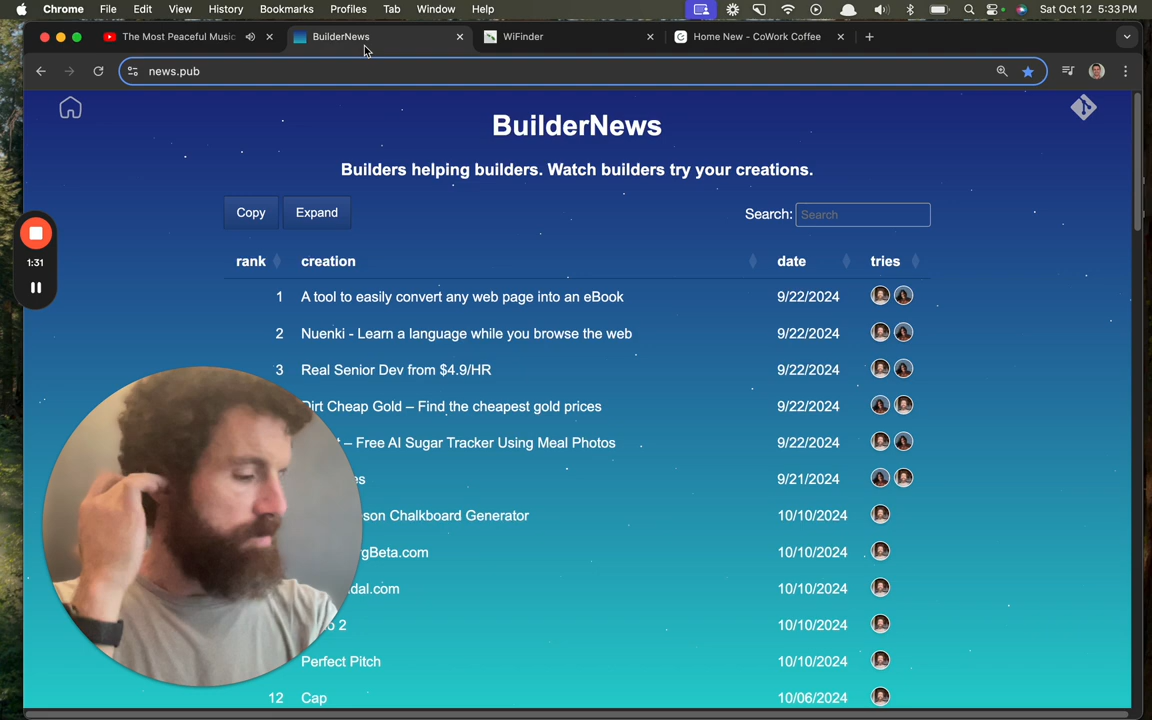 Chrome File Edit View History Bookmarks Profiles Tab Window Help Sat Oct 12 5:33 PM
The Most Peaceful Music BuilderNews WiFinder Home New - CoWork Coffee
news.pub
BuilderNews
Builders helping builders. Watch builders try your creations.
Copy Expand Search: Search
rank creation date tries
1 A tool to easily convert any web page into an eBook 9/22/2024
2 Nuenki - Learn a language while you browse the web 9/22/2024
3 Real Senior Dev from $4.9/HR 9/22/2024
Dirt Cheap Gold – Find the cheapest gold prices 9/22/2024
– Free AI Sugar Tracker Using Meal Photos 9/22/2024
9/21/2024
Chalkboard Generator 10/10/2024
10/10/2024
10/10/2024
2 10/10/2024
Perfect Pitch 10/10/2024
12 Cap 10/06/2024
1:31